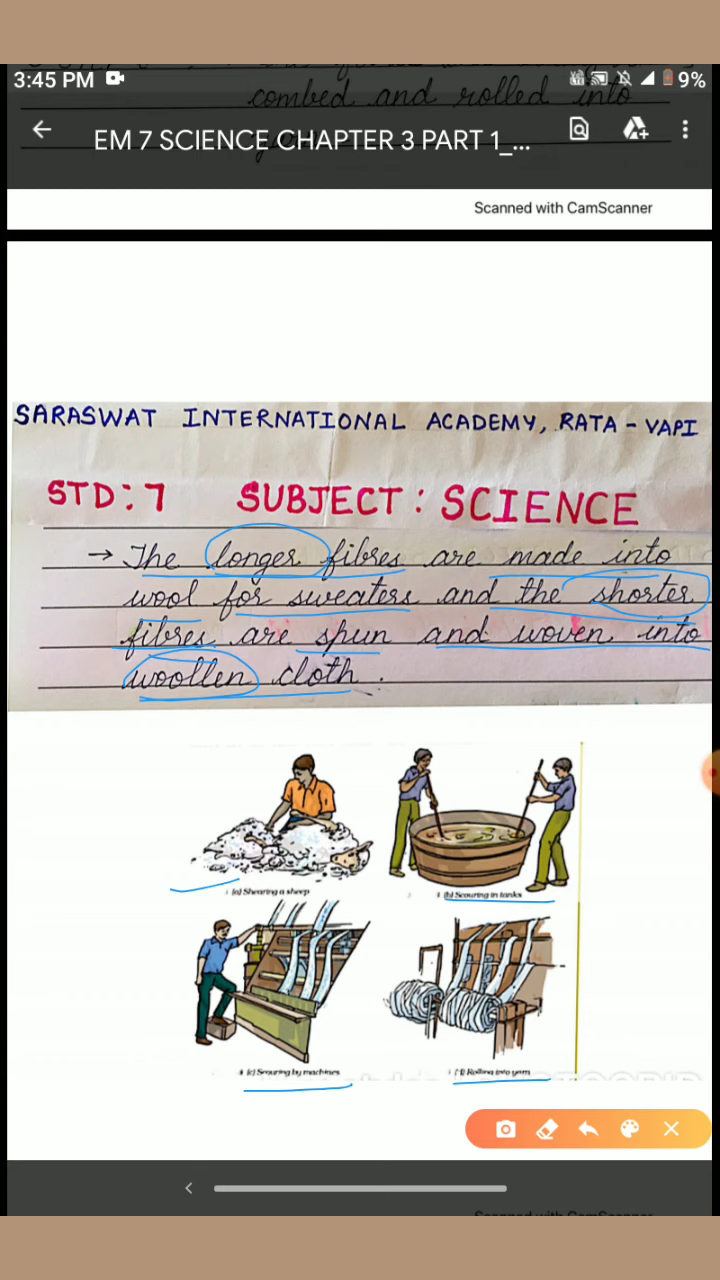 3:45 PM 9%
combed and rolled into
EM 7 SCIENCE CHAPTER 3 PART 1_...
Scanned with CamScanner
SARASWAT INTERNATIONAL ACADEMY, RATA - VAPI
STD: 7 SUBJECT: SCIENCE
→ The longer fibres are made into
wool for sweaters and the shorter
fibres are spun and woven into
woollen cloth.
(a) Shearing a sheep
(b) Scouring in tanks
(c) Scouring by machines
Rolling into yarn
Scanned with CamScanner